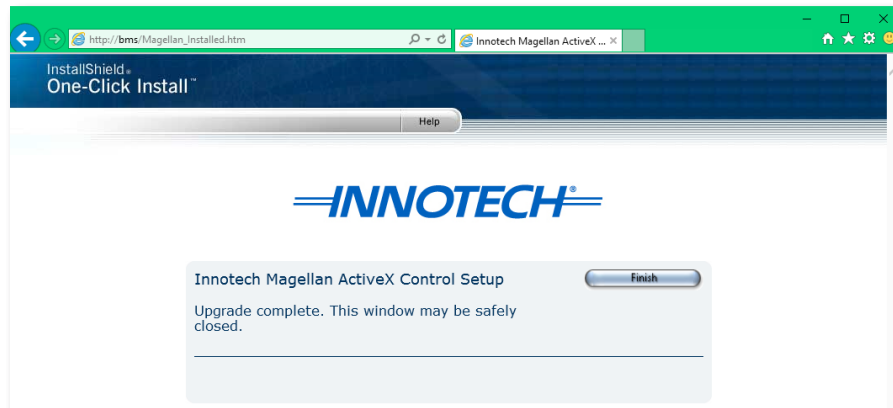 http://bms/Magellan_Installed.htm
Innotech Magellan ActiveX ...
InstallShield®
One-Click Install™
Help
INNOTECH®
Innotech Magellan ActiveX Control Setup
Finish
Upgrade complete. This window may be safely
closed.